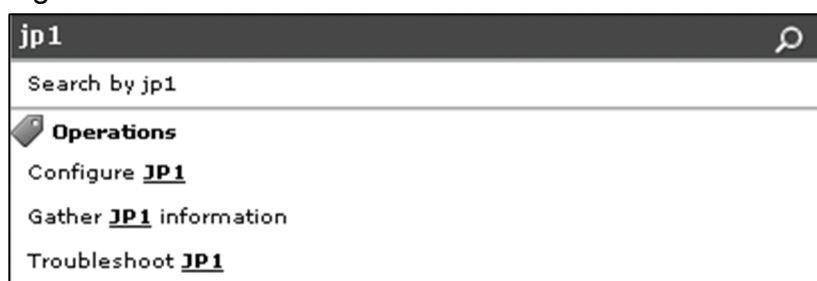 jp1
Search by jp1
Operations
Configure JP1
Gather JP1 information
Troubleshoot JP1